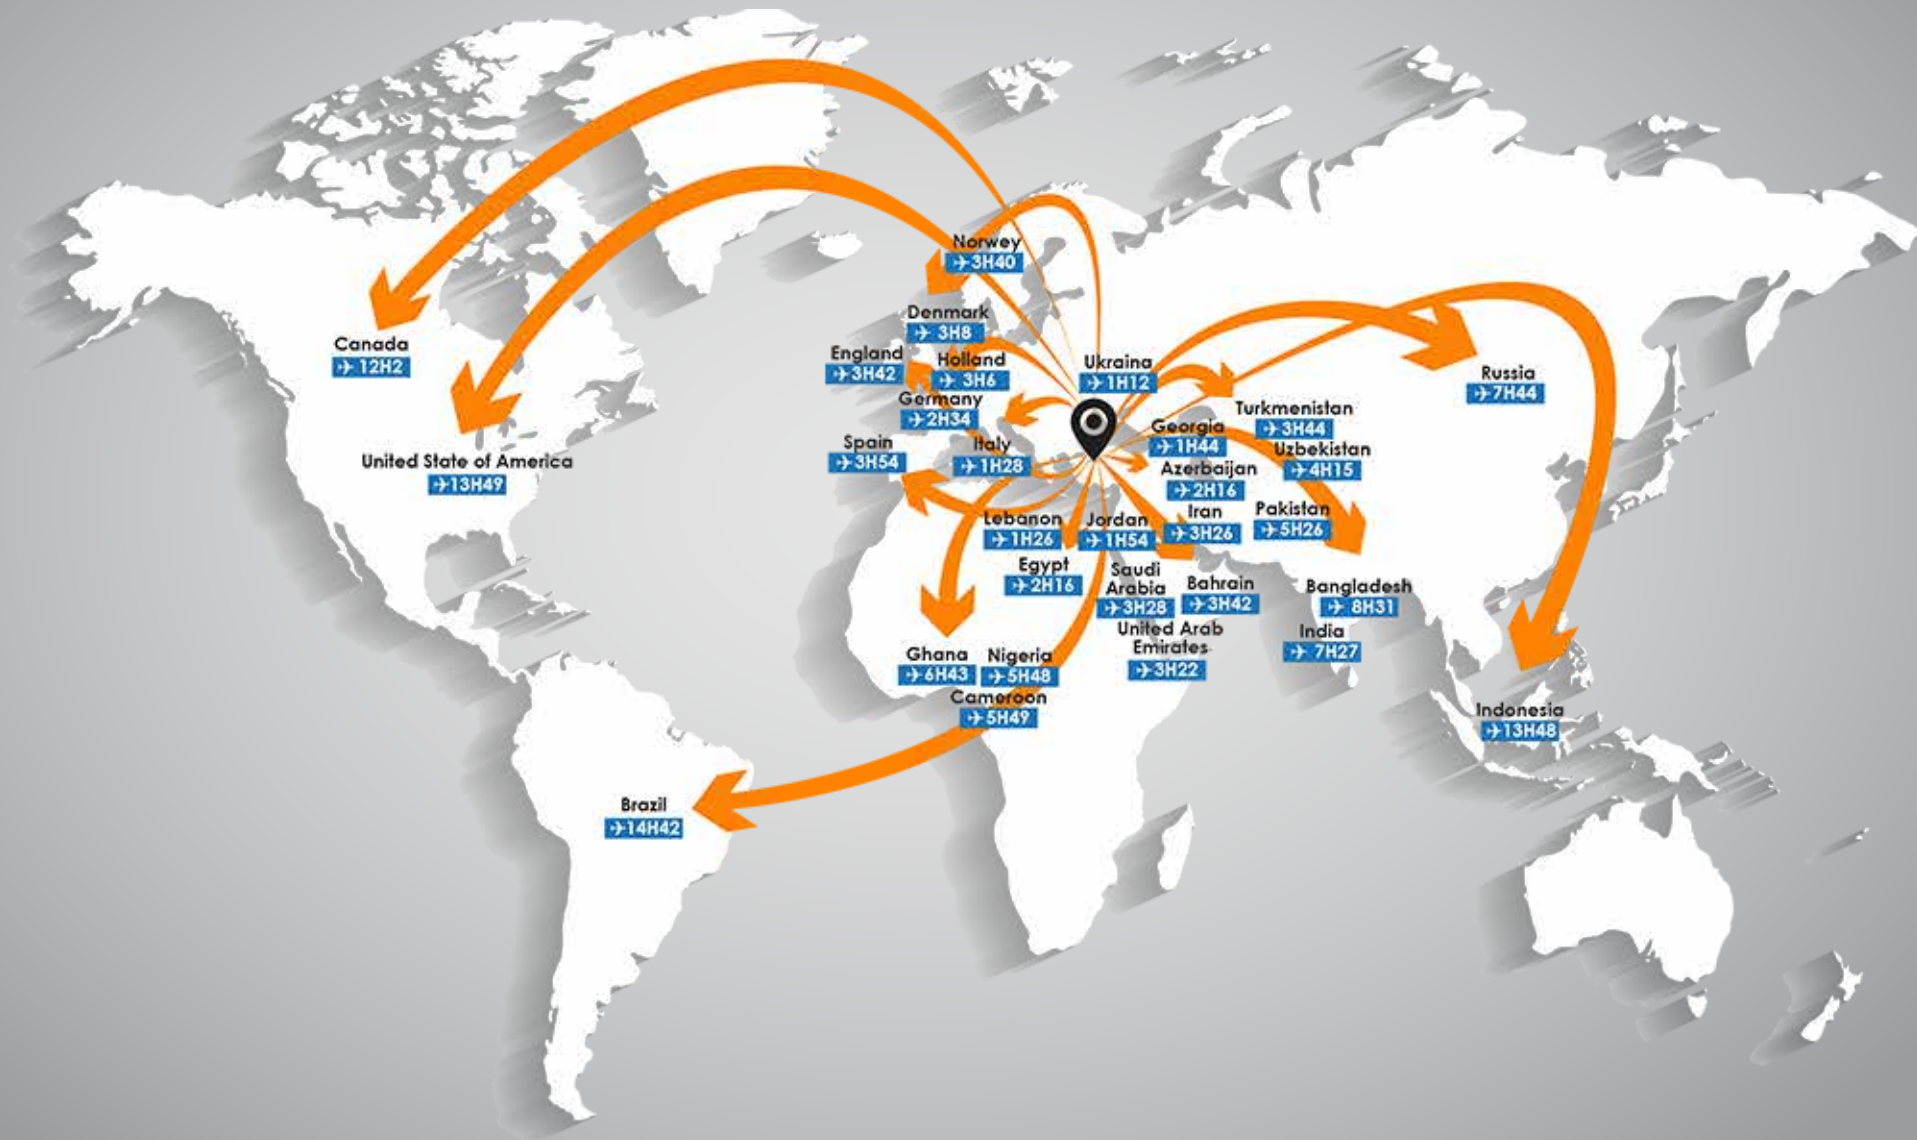 Norwey
3H40
Denmark
3H8
England
3H42
Holland
3H6
Ukraina
1H12
Canada
12H2
Germany
2H34
Russia
7H44
Turkmenistan
3H44
Georgia
1H44
Spain
3H54
Italy
1H28
Uzbekistan
4H15
United State of America
13H49
Azerbaijan
2H16
Lebanon
1H26
Jordan
1H54
Iran
3H26
Pakistan
5H26
Egypt
2H16
Saudi
Arabia
3H28
Bahrain
3H42
Bangladesh
8H31
United Arab
Emirates
3H22
India
7H27
Ghana
6H43
Nigeria
5H48
Cameroon
5H49
Indonesia
13H48
Brazil
14H42